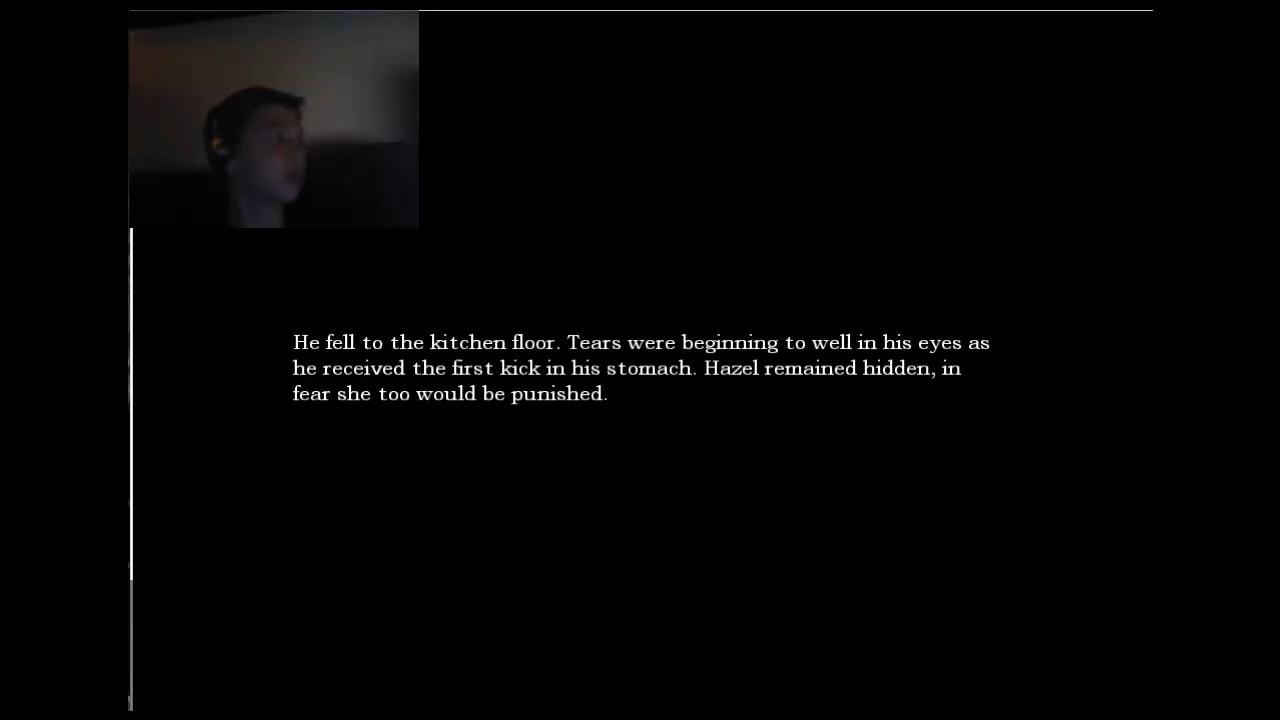 He fell to the kitchen floor. Tears were beginning to well in his eyes as
he received the first kick in his stomach. Hazel remained hidden, in
fear she too would be punished.